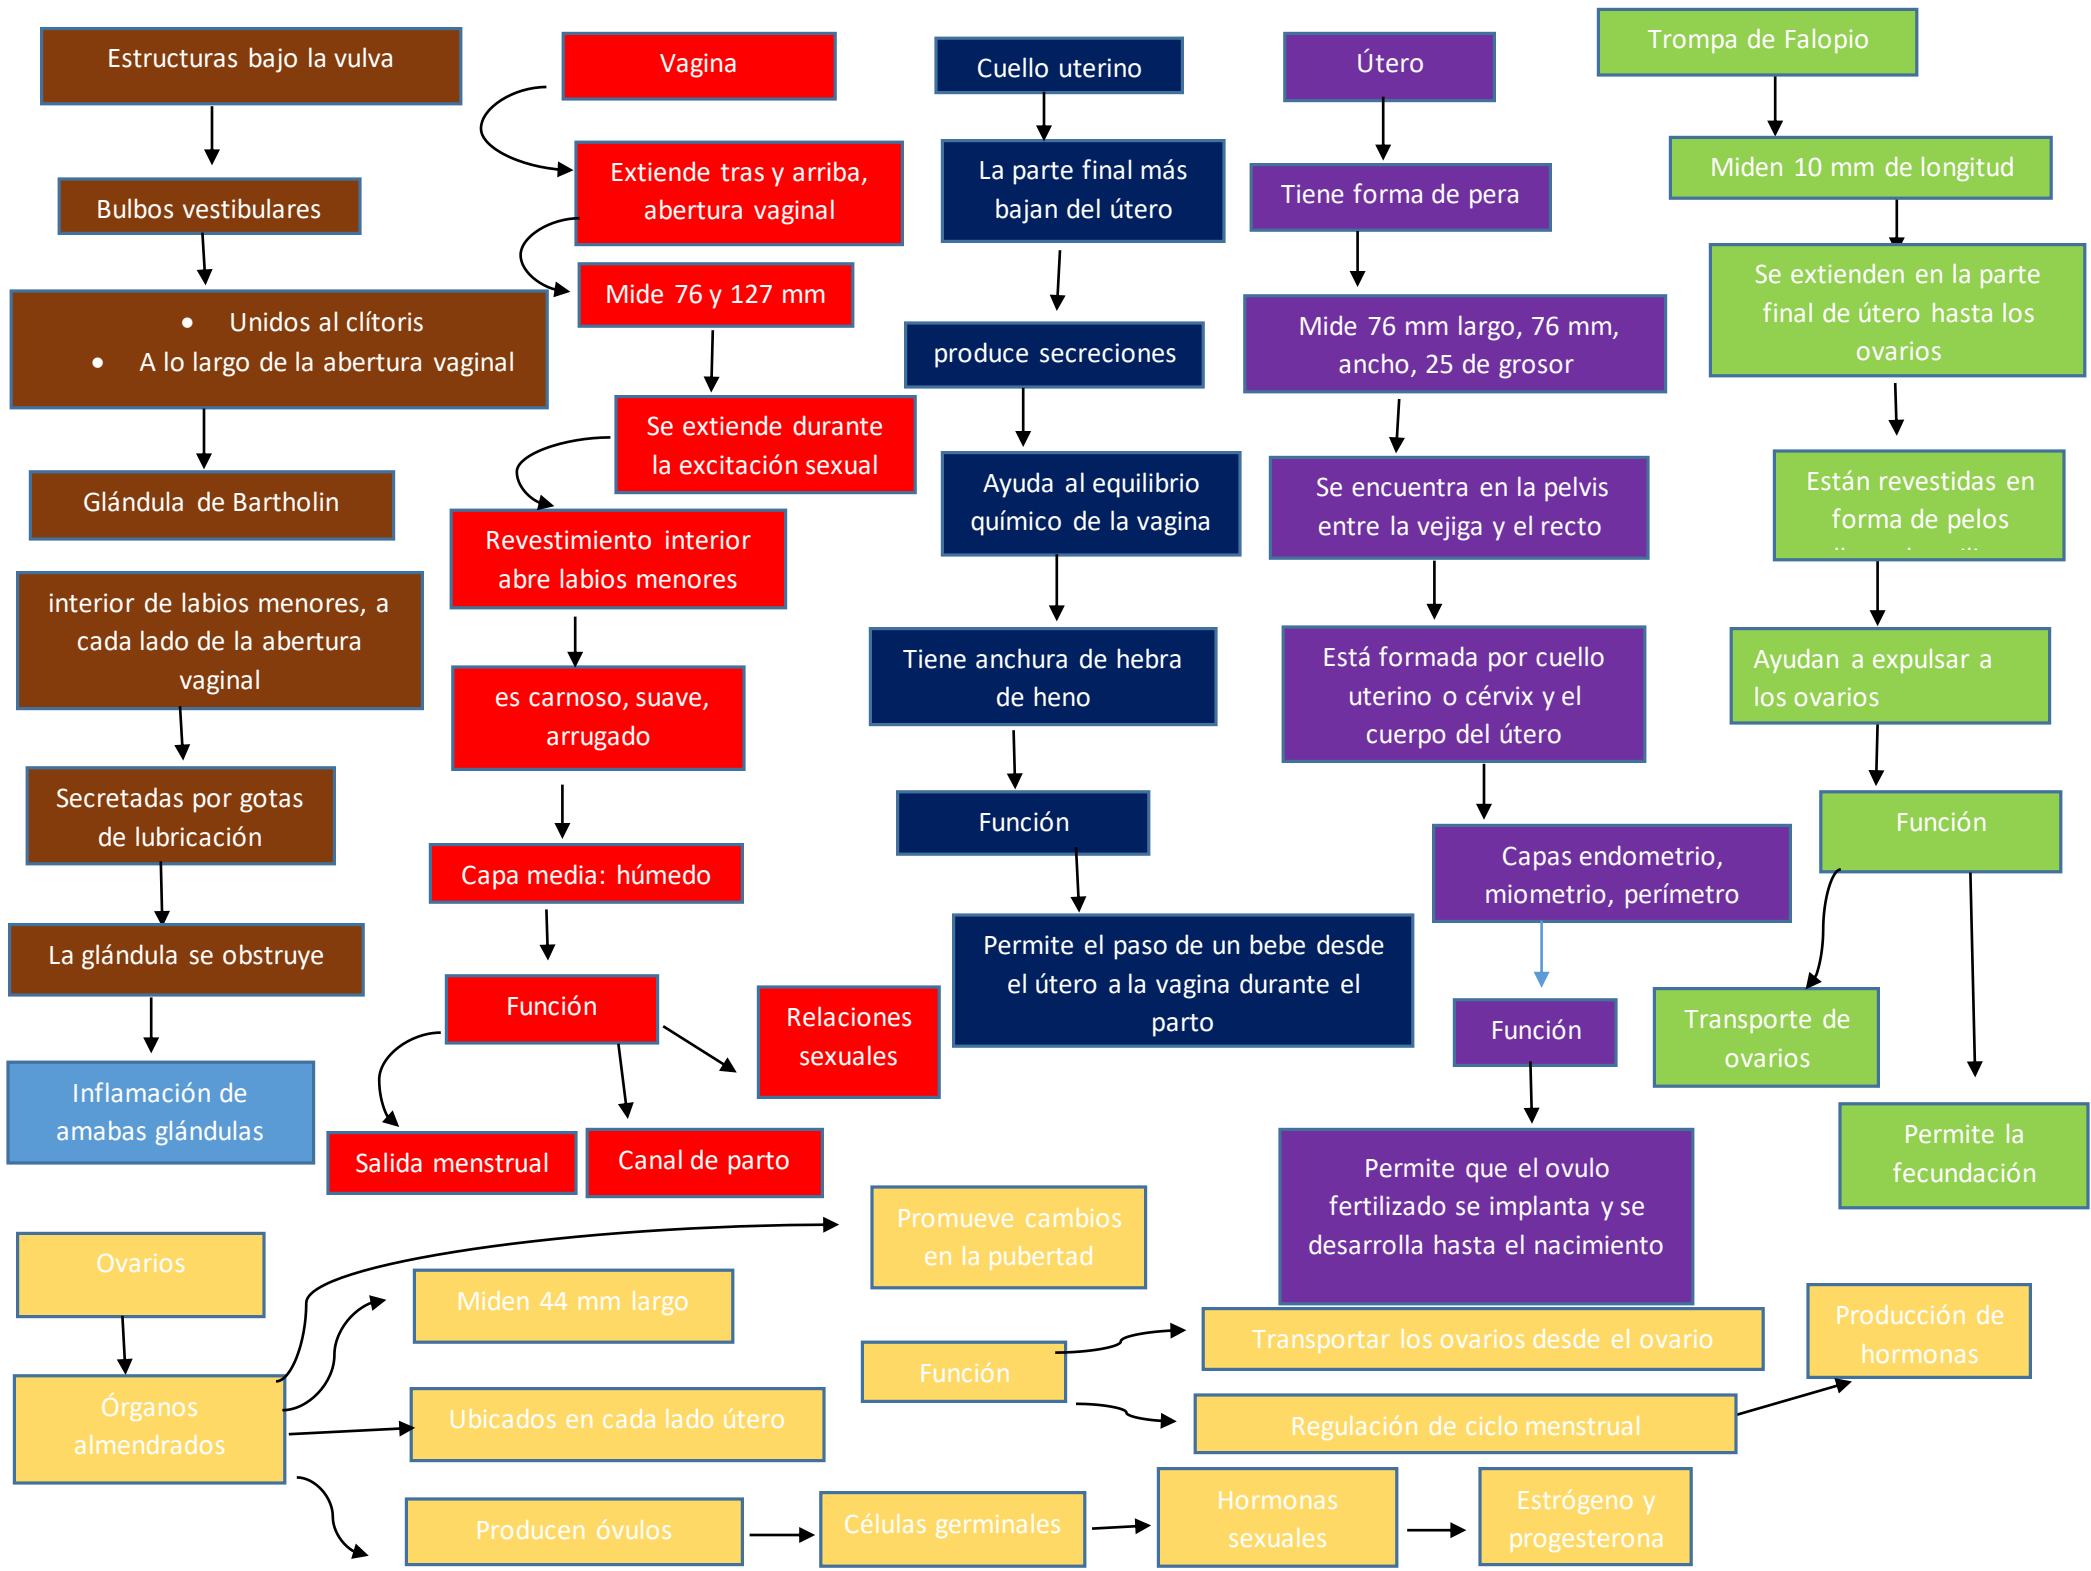 Estructuras bajo la vulva
Bulbos vestibulares
• Unidos al clítoris
• A lo largo de la abertura vaginal
Glándula de Bartholin
interior de labios menores, a
cada lado de la abertura
vaginal
Secretadas por gotas
de lubricación
La glándula se obstruye
Inflamación de
amabas glándulas
Vagina
Extiende tras y arriba,
abertura vaginal
Mide 76 y 127 mm
Se extiende durante
la excitación sexual
Revestimiento interior
abre labios menores
es carnoso, suave,
arrugado
Capa media: húmedo
Función
Relaciones
sexuales
Salida menstrual
Canal de parto
Cuello uterino
La parte final más
bajan del útero
produce secreciones
Ayuda al equilibrio
químico de la vagina
Tiene anchura de hebra
de heno
Función
Permite el paso de un bebe desde
el útero a la vagina durante el
parto
Útero
Tiene forma de pera
Mide 76 mm largo, 76 mm,
ancho, 25 de grosor
Se encuentra en la pelvis
entre la vejiga y el recto
Está formada por cuello
uterino o cérvix y el
cuerpo del útero
Capas endometrio,
miometrio, perímetro
Función
Permite que el ovulo
fertilizado se implanta y se
desarrolla hasta el nacimiento
Trompa de Falopio
Miden 10 mm de longitud
Se extienden en la parte
final de útero hasta los
ovarios
Están revestidas en
forma de pelos
Ayudan a expulsar a
los ovarios
Función
Transporte de
ovarios
Permite la
fecundación
Ovarios
Órganos
almendrados
Promueve cambios
en la pubertad
Miden 44 mm largo
Ubicados en cada lado útero
Producen óvulos
Células germinales
Hormonas
sexuales
Estrógeno y
progesterona
Función
Transportar los ovarios desde el ovario
Regulación de ciclo menstrual
Producción de
hormonas